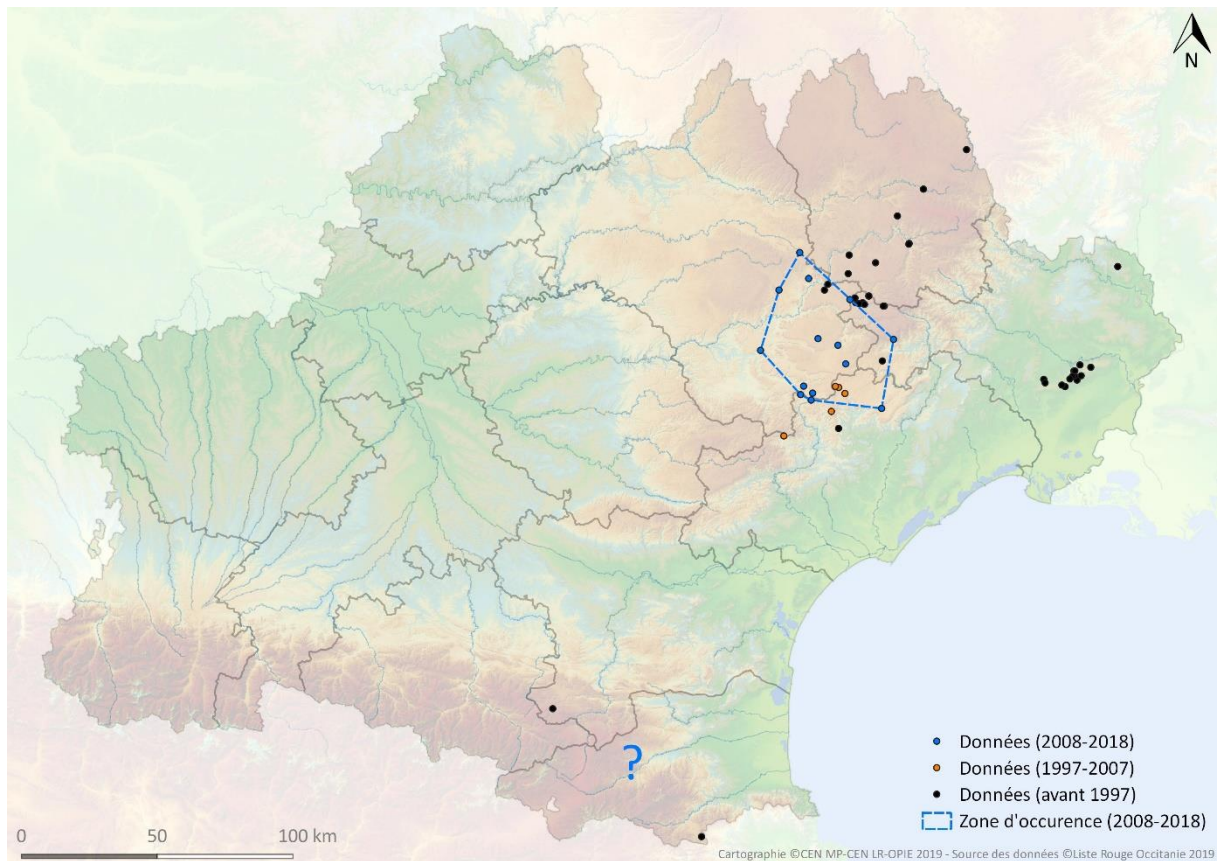 N
?
Données (2008-2018)
Données (1997-2007)
Données (avant 1997)
Zone d'occurence (2008-2018)
0 50 100 km
Cartographie ©CEN MP-CEN LR-OPIE 2019 - Source des données ©Liste Rouge Occitanie 2019